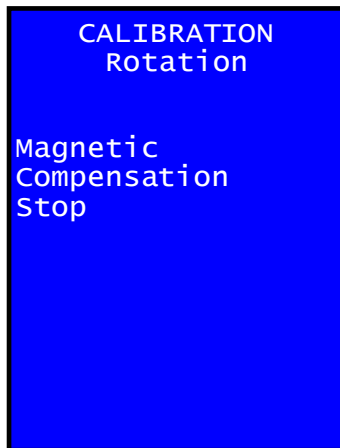 CALIBRATION
Rotation
Magnetic
Compensation
Stop